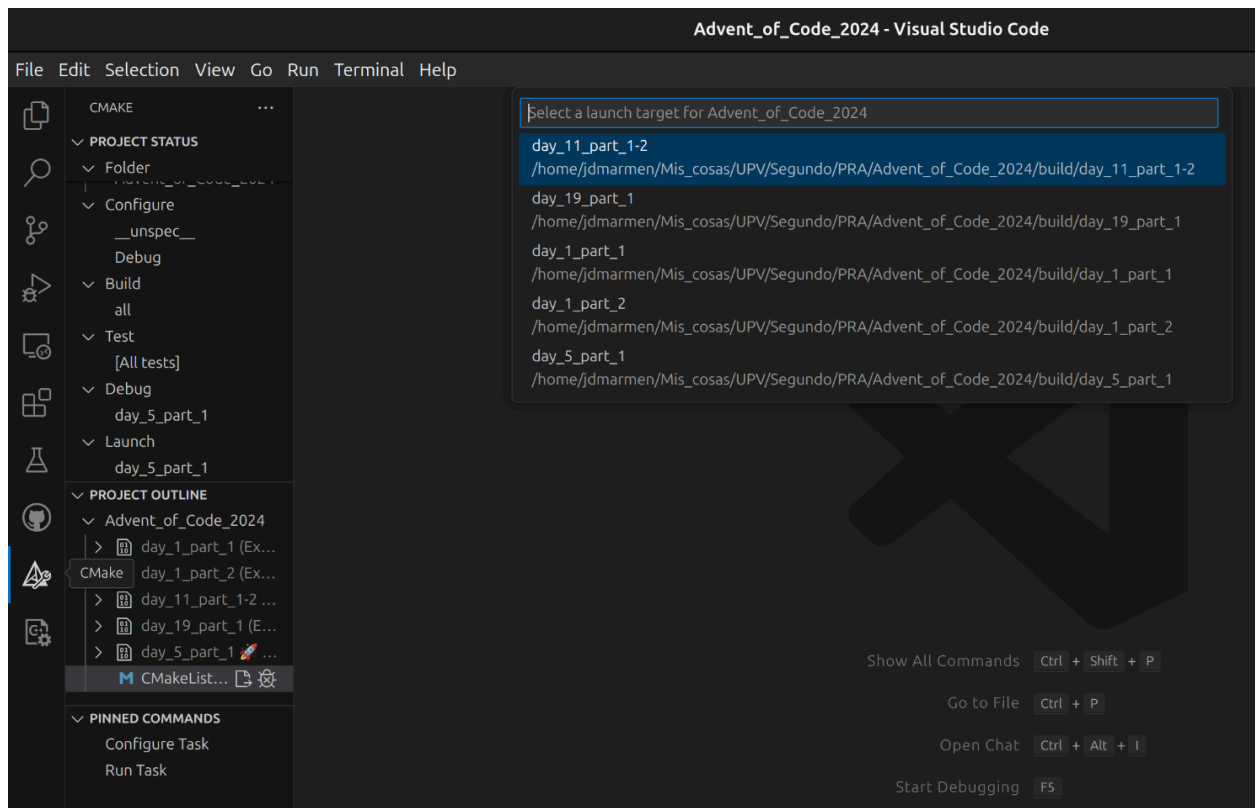 Advent_of_Code_2024 - Visual Studio Code
File Edit Selection View Go Run Terminal Help
CMAKE ...
PROJECT STATUS
Folder
Advent_of_Code_2024
Configure
__unspec__
Debug
Build
all
Test
[All tests]
Debug
day_5_part_1
Launch
day_5_part_1
PROJECT OUTLINE
Advent_of_Code_2024
day_1_part_1 (Ex...
CMake day_1_part_2 (Ex...
day_11_part_1-2 ...
day_19_part_1 (E...
day_5_part_1 🚀 ...
M CMakeList...
PINNED COMMANDS
Configure Task
Run Task
Select a launch target for Advent_of_Code_2024
day_11_part_1-2
/home/jdmarmen/Mis_cosas/UPV/Segundo/PRA/Advent_of_Code_2024/build/day_11_part_1-2
day_19_part_1
/home/jdmarmen/Mis_cosas/UPV/Segundo/PRA/Advent_of_Code_2024/build/day_19_part_1
day_1_part_1
/home/jdmarmen/Mis_cosas/UPV/Segundo/PRA/Advent_of_Code_2024/build/day_1_part_1
day_1_part_2
/home/jdmarmen/Mis_cosas/UPV/Segundo/PRA/Advent_of_Code_2024/build/day_1_part_2
day_5_part_1
/home/jdmarmen/Mis_cosas/UPV/Segundo/PRA/Advent_of_Code_2024/build/day_5_part_1
Show All Commands Ctrl + Shift + P
Go to File Ctrl + P
Open Chat Ctrl + Alt + I
Start Debugging F5